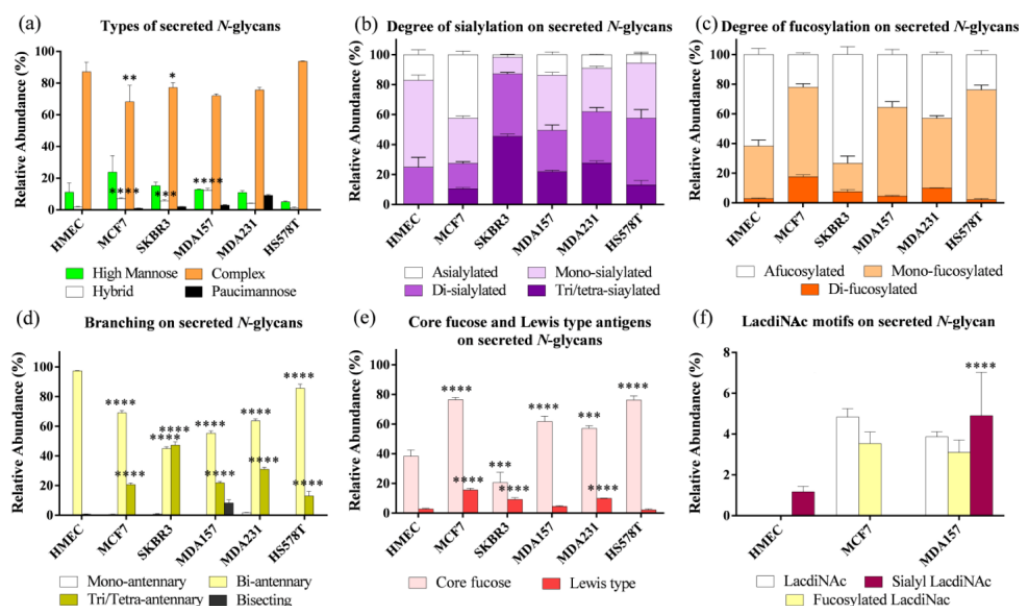 (a) Types of secreted N-glycans
Relative Abundance (%)
100
80
60
40
20
0
**
*
****
***
****
HMEC
MCF7
SKBR3
MDA157
MDA231
HS578T
High Mannose
Complex
Hybrid
Paucimannose
(b) Degree of sialylation on secreted N-glycans
Relative Abundance (%)
100
80
60
40
20
0
HMEC
MCF7
SKBR3
MDA157
MDA231
HS578T
Asialylated
Mono-sialylated
Di-sialylated
Tri/tetra-siaylated
(c) Degree of fucosylation on secreted N-glycans
Relative Abundance (%)
100
80
60
40
20
0
HMEC
MCF7
SKBR3
MDA157
MDA231
HS578T
Afucosylated
Mono-fucosylated
Di-fucosylated
(d) Branching on secreted N-glycans
Relative Abundance (%)
100
80
60
40
20
0
****
****
****
****
****
****
****
****
****
****
HMEC
MCF7
SKBR3
MDA157
MDA231
HS578T
Mono-antennary
Bi-antennary
Tri/Tetra-antennary
Bisecting
(e) Core fucose and Lewis type antigens
on secreted N-glycans
Relative Abundance (%)
100
80
60
40
20
0
****
****
***
****
****
***
****
****
HMEC
MCF7
SKBR3
MDA157
MDA231
HS578T
Core fucose
Lewis type
(f) LacdiNAc motifs on secreted N-glycan
Relative Abundance (%)
8
6
4
2
0
****
HMEC
MCF7
MDA157
LacdiNAc
Sialyl LacdiNAc
Fucosylated LacdiNac